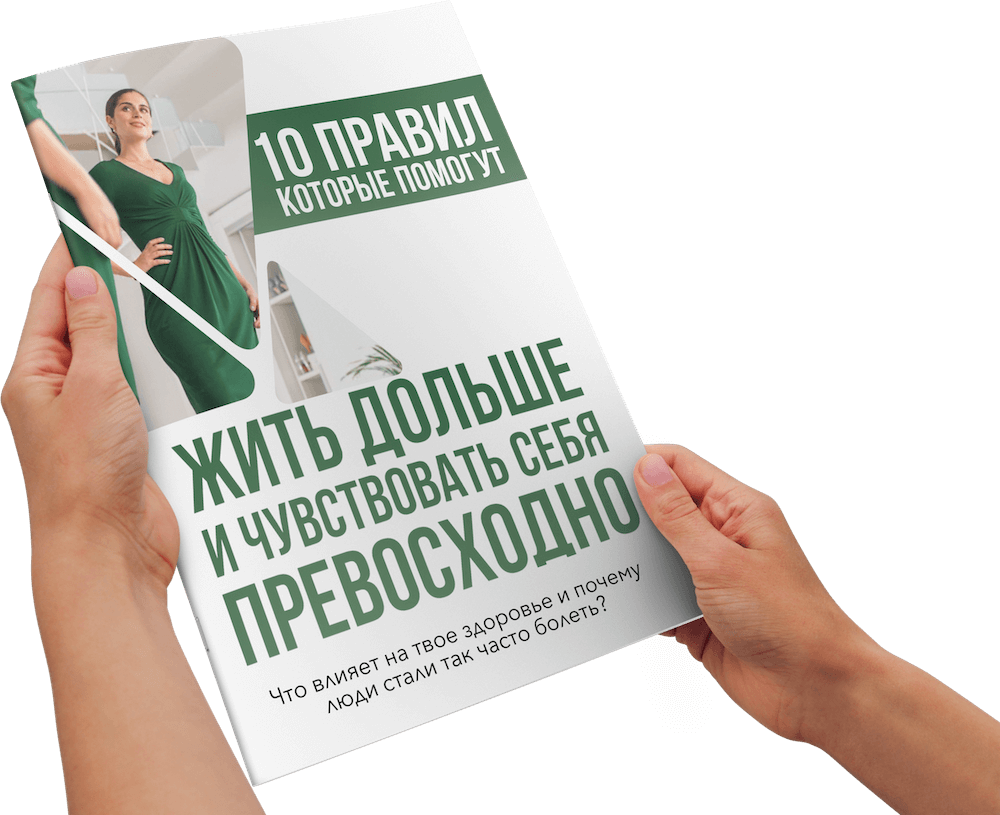 10 ПРАВИЛ
КОТОРЫЕ ПОМОГУТ
ЖИТЬ ДОЛЬШЕ
И ЧУВСТВОВАТЬ СЕБЯ
ПРЕВОСХОДНО
Что влияет на твое здоровье и почему
люди стали так часто болеть?